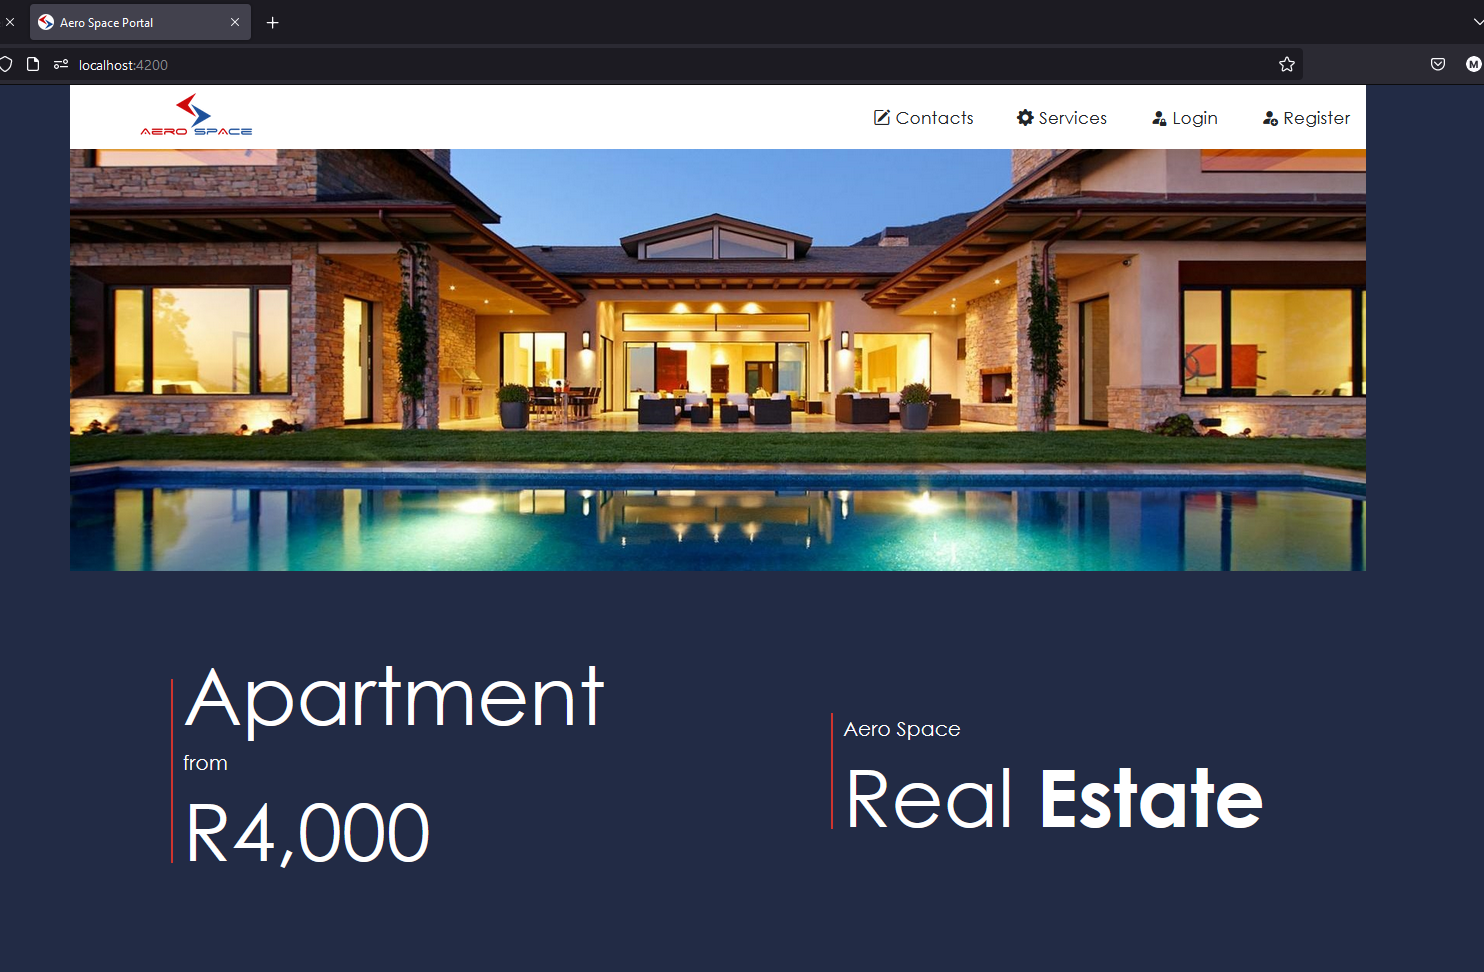 Aero Space Portal
localhost:4200
M
AERO SPACE
Contacts
Services
Login
Register
Apartment
from
R4,000
Aero Space
Real Estate